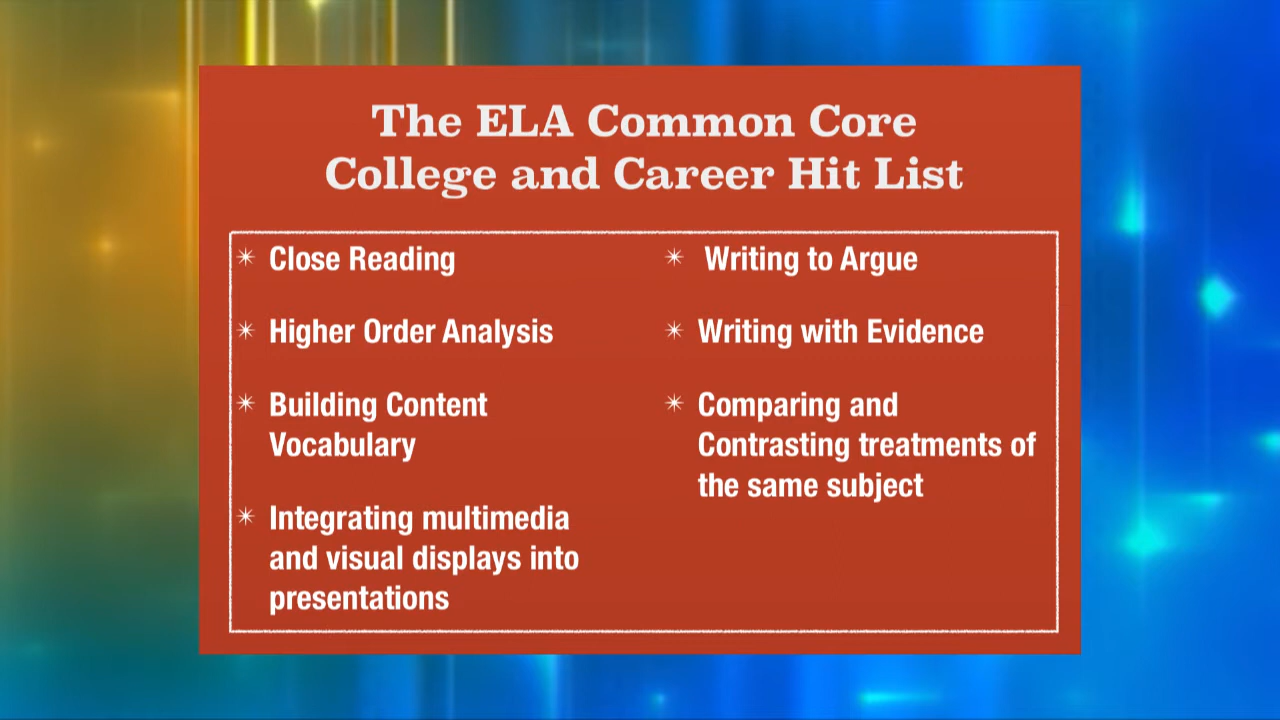 The ELA Common Core
College and Career Hit List
✴ Close Reading
✴ Higher Order Analysis
✴ Building Content
Vocabulary
✴ Integrating multimedia
and visual displays into
presentations
✴ Writing to Argue
✴ Writing with Evidence
✴ Comparing and
Contrasting treatments of
the same subject